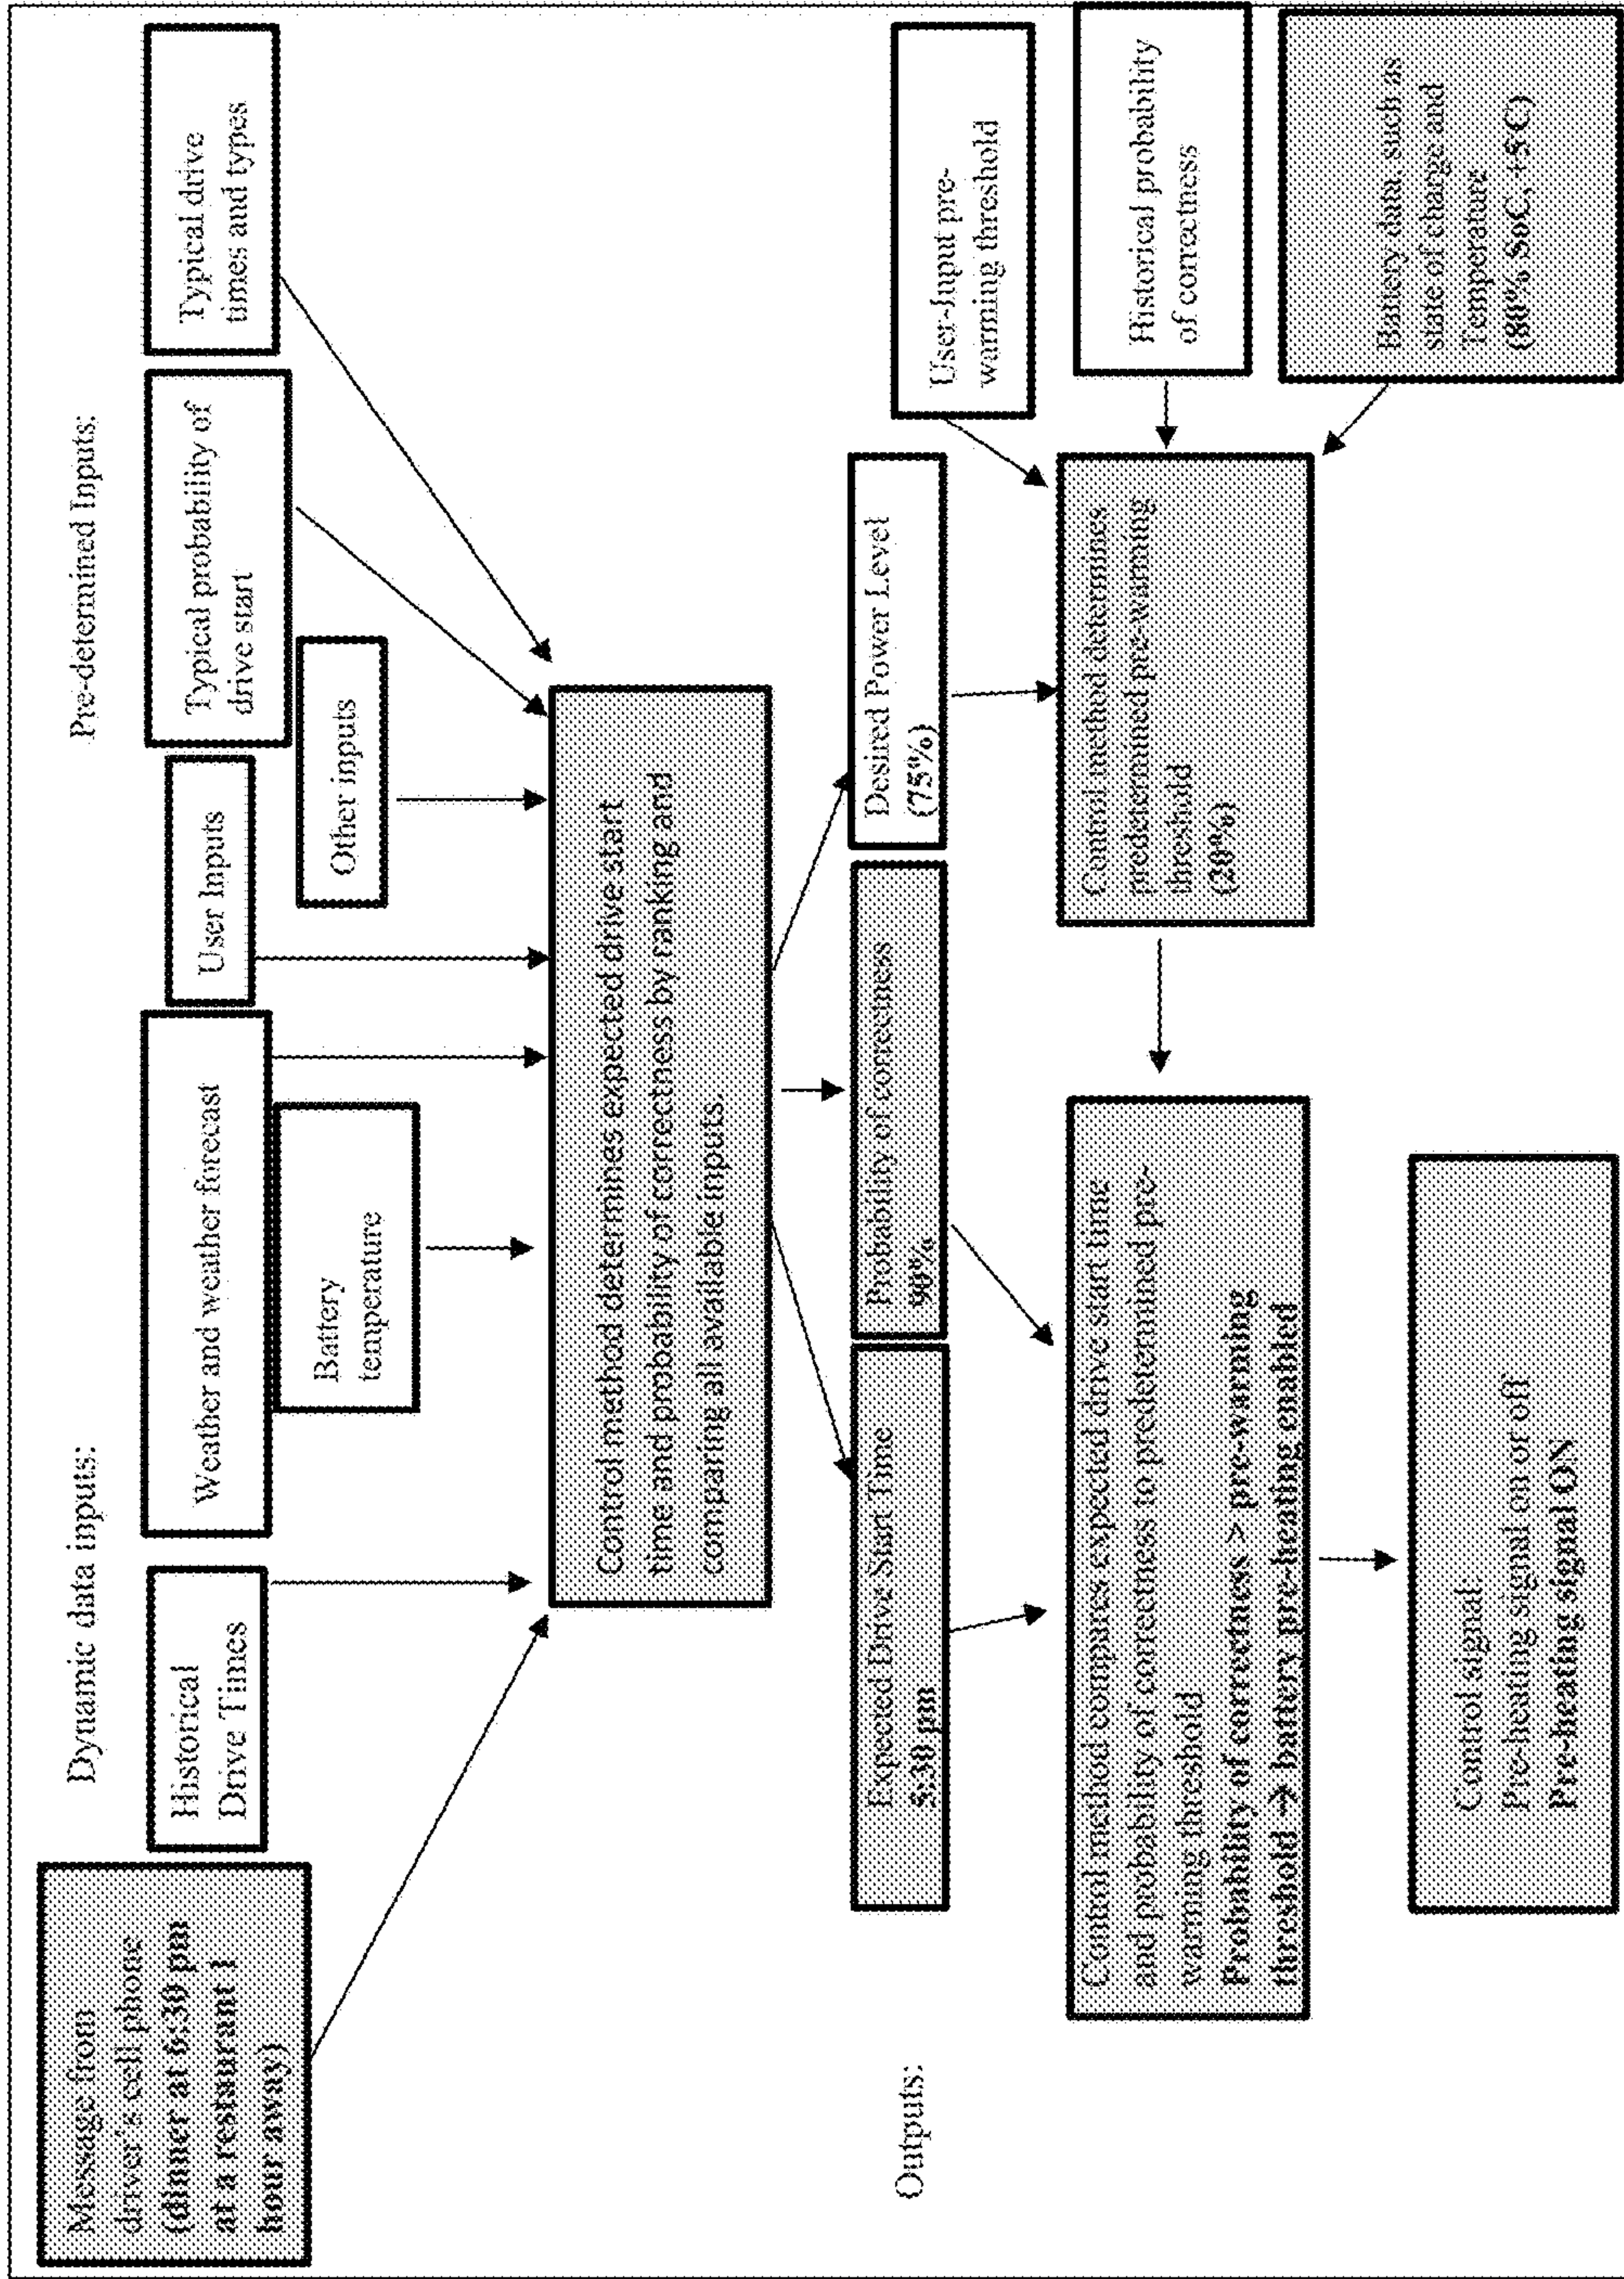 Dynamic data inputs:
Pre-determined Inputs:
Message from
driver's cell phone
(dinner at 6:30 pm
at a resturant 1
hour away)
Historical
Drive Times
Weather and weather forecast
Battery
temperature
User Inputs
Other inputs
Typical probability of
drive start
Typical drive
times and types
Control method determines expected drive start
time and probability of correctness by ranking and
comparing all available inputs.
Outputs:
Expected Drive Start Time
5:30 pm
Probability of correctness
90%
Desired Power Level
(75%)
User-Input pre-
warming threshold
Historical probability
of correctness
Battery data, such as
state of charge and
Temperature
(80% SoC, +5C)
Control method determines
predetermined pre-warming
threshold
(20%)
Control method compares expected drive start time
and probability of correctness to predetermined pre-
warming threshold
Probability of correctness > pre-warming
threshold → battery pre-heating enabled
Control signal:
Pre-heating signal on or off
Pre-heating signal ON